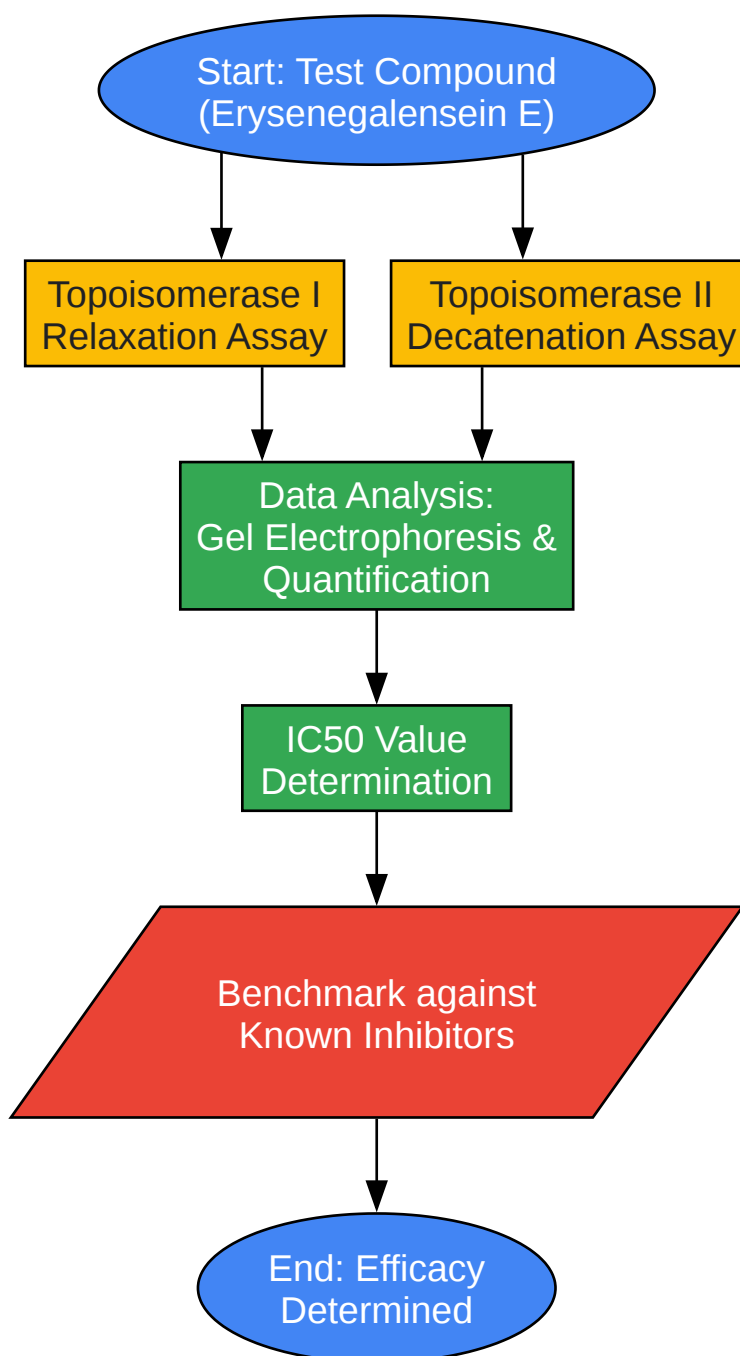 Start: Test Compound
(Erysenegalensein E)
Topoisomerase I
Relaxation Assay
Topoisomerase II
Decatenation Assay
Data Analysis:
Gel Electrophoresis &
Quantification
IC50 Value
Determination
Benchmark against
Known Inhibitors
End: Efficacy
Determined